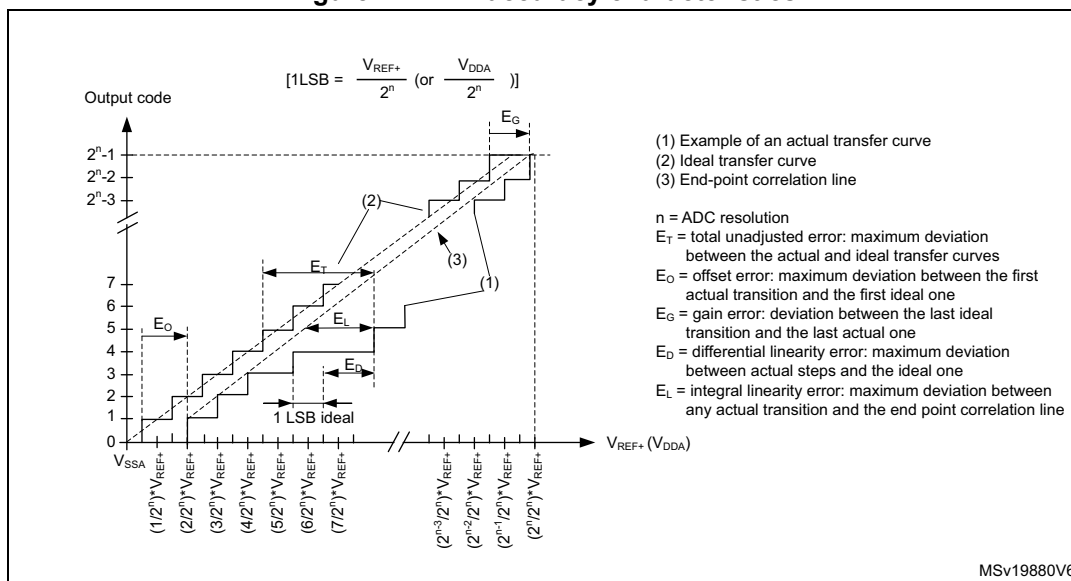 [1LSB = V_REF+ / 2^n (or V_DDA / 2^n )]
Output code
E_G
2^n-1
2^n-2
2^n-3
(1) Example of an actual transfer curve
(2) Ideal transfer curve
(3) End-point correlation line
n = ADC resolution
E_T = total unadjusted error: maximum deviation
between the actual and ideal transfer curves
E_O = offset error: maximum deviation between the first
actual transition and the first ideal one
E_G = gain error: deviation between the last ideal
transition and the last actual one
E_D = differential linearity error: maximum deviation
between actual steps and the ideal one
E_L = integral linearity error: maximum deviation between
any actual transition and the end point correlation line
(2)
(3)
(1)
E_T
7
6
5
4
3
2
1
0
E_O
E_L
E_D
1 LSB ideal
V_SSA
V_REF+ (V_DDA)
(1/2^n)*V_REF+
(2/2^n)*V_REF+
(3/2^n)*V_REF+
(4/2^n)*V_REF+
(5/2^n)*V_REF+
(6/2^n)*V_REF+
(7/2^n)*V_REF+
(2^n-3/2^n)*V_REF+
(2^n-2/2^n)*V_REF+
(2^n-1/2^n)*V_REF+
(2^n/2^n)*V_REF+
MSv19880V6